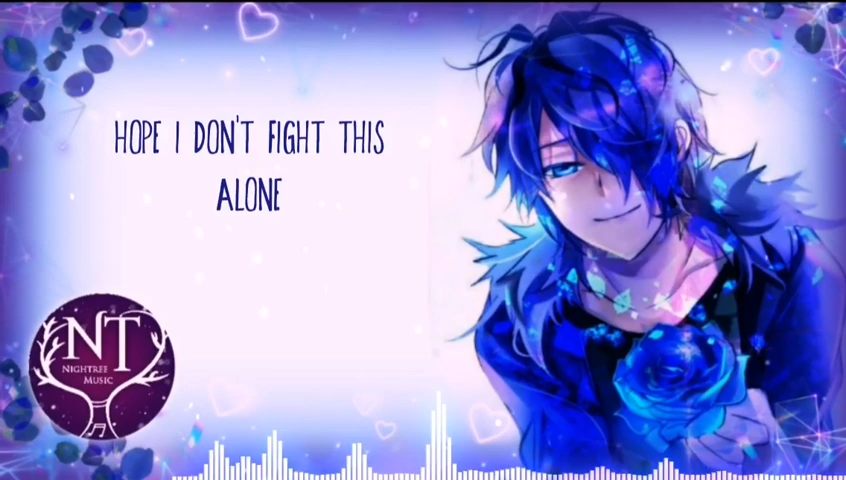 HOPE I DON'T FIGHT THIS
ALONE
NT
NIGHTREE
MUSIC